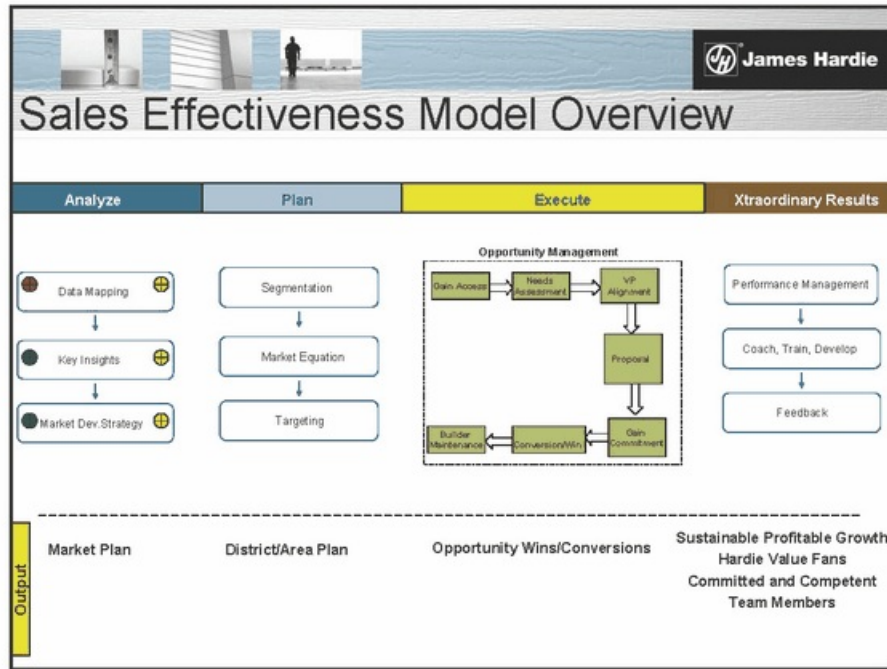 JH James Hardie
Sales Effectiveness Model Overview
Analyze
Plan
Execute
Xtraordinary Results
Data Mapping
Key Insights
Market Dev.Strategy
Segmentation
Market Equation
Targeting
Opportunity Management
Gain Access
Needs
Assessment
VP
Alignment
Proposal
Gain
Commitment
Conversion/Win
Builder
Maintenance
Performance Management
Coach, Train, Develop
Feedback
Output
Market Plan
District/Area Plan
Opportunity Wins/Conversions
Sustainable Profitable Growth
Hardie Value Fans
Committed and Competent
Team Members